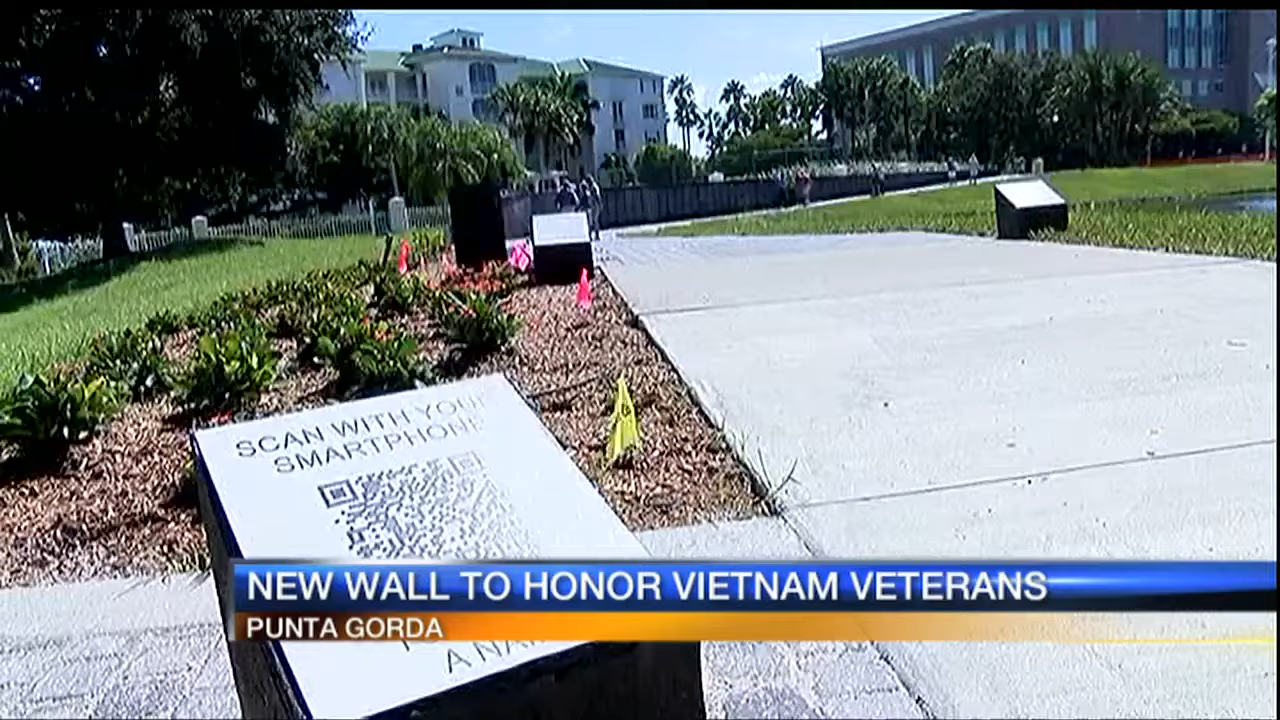 SCAN WITH YOUR
SMARTPHONE
NEW WALL TO HONOR VIETNAM VETERANS
PUNTA GORDA
A